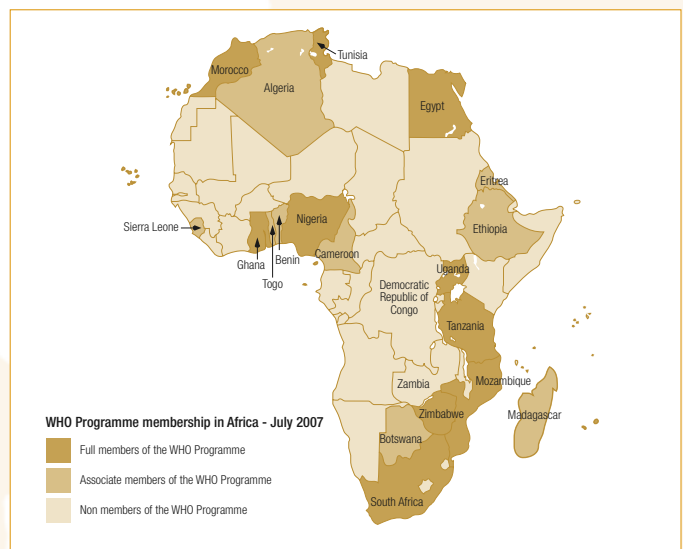 Tunisia
Morocco
Algeria
Egypt
Eritrea
Sierra Leone
Nigeria
Ethiopia
Ghana
Benin
Cameroon
Togo
Uganda
Democratic
Republic of
Congo
Tanzania
Zambia
Mozambique
Zimbabwe
Madagascar
Botswana
South Africa
WHO Programme membership in Africa - July 2007
Full members of the WHO Programme
Associate members of the WHO Programme
Non members of the WHO Programme